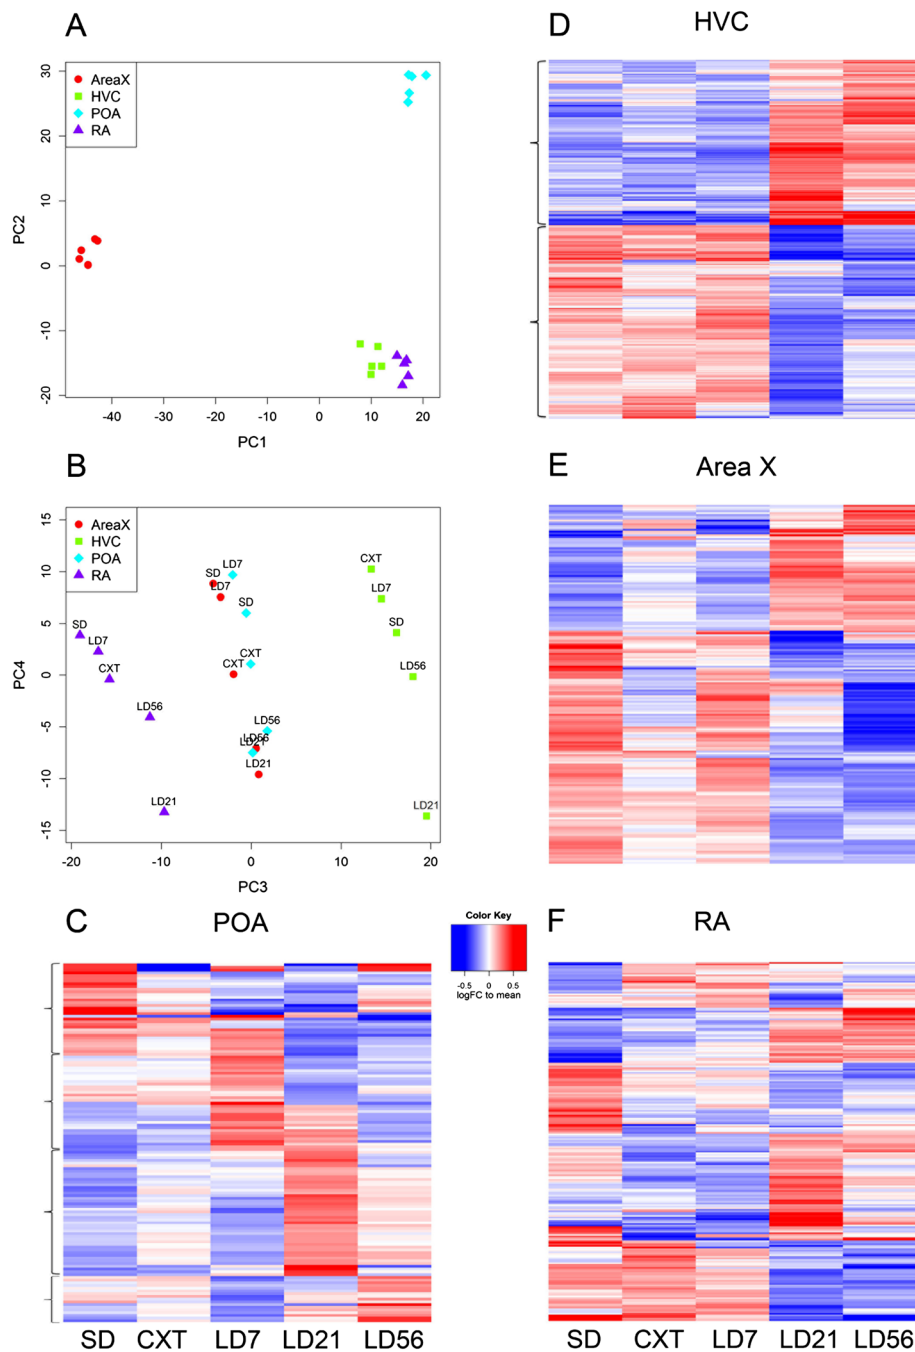 A
AreaX
HVC
POA
RA
30
20
10
0
-10
-20
PC2
-40
-30
-20
-10
0
10
20
PC1
B
AreaX
HVC
POA
RA
15
10
5
0
-5
-10
-15
PC4
SD
LD7
CXT
LD56
LD21
LD7
SD
LD7
SD
CXT
CXT
LD56
LD56
LD21
LD21
CXT
LD7
SD
LD56
LD21
-20
-10
0
10
20
PC3
C
POA
SD CXT LD7 LD21 LD56
Color Key
-0.5 0 0.5
logFC to mean
D
HVC
E
Area X
F
RA
SD CXT LD7 LD21 LD56